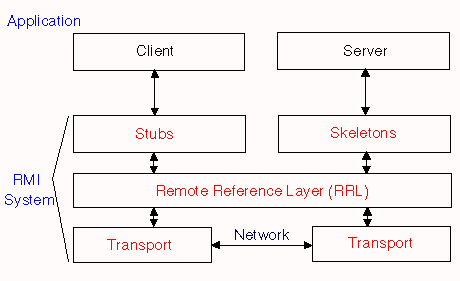 Application
Client
Server
Stubs
Skeletons
RMI
System
Remote Reference Layer (RRL)
Transport
Network
Transport